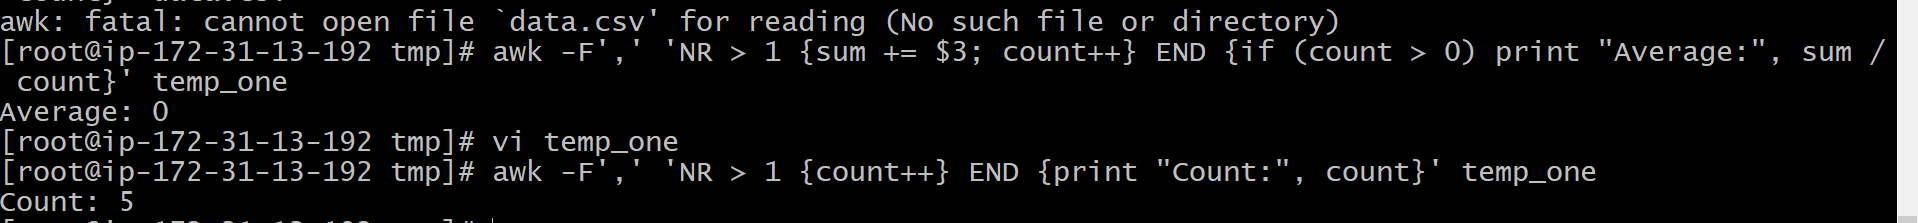 awk: fatal: cannot open file `data.csv' for reading (No such file or directory)
[root@ip-172-31-13-192 tmp]# awk -F',' 'NR > 1 {sum += $3; count++} END {if (count > 0) print "Average:", sum /
 count}' temp_one
Average: 0
[root@ip-172-31-13-192 tmp]# vi temp_one
[root@ip-172-31-13-192 tmp]# awk -F',' 'NR > 1 {count++} END {print "Count:", count}' temp_one
Count: 5